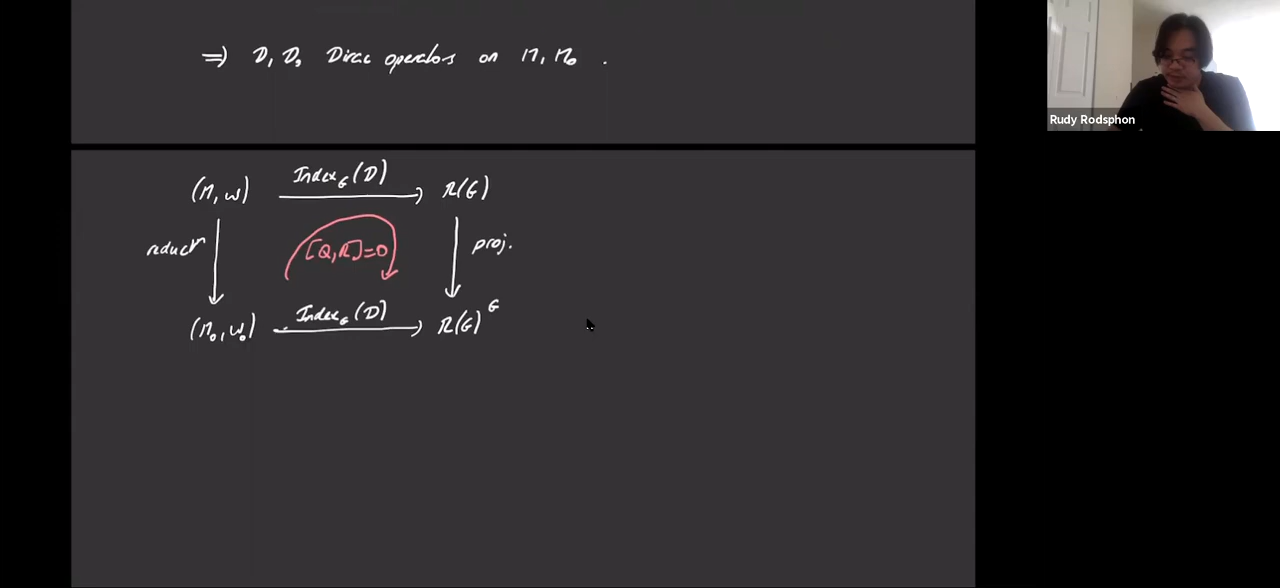 ⇒ D, D₀ Dirac operators on M, M₀ .
Rudy Rodsphon
(M, ω) Index_G(D) R(G)
reduct° [Q,R]=0 proj.
(M₀, ω₀) Index_G(D) R(G)^G